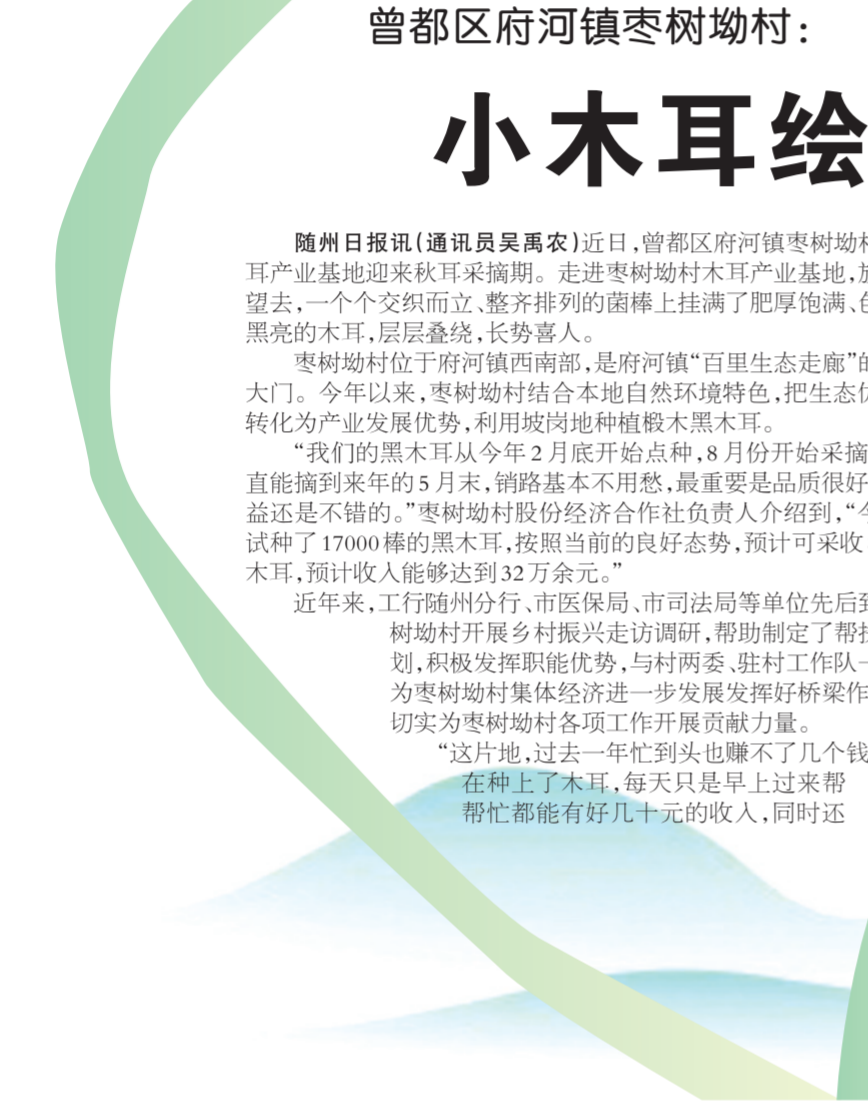 曾都区府河镇枣树坳村：
小木耳绘
随州日报讯(通讯员吴禹农)近日,曾都区府河镇枣树坳
耳产业基地迎来秋耳采摘期。走进枣树坳村木耳产业基地,
望去,一个个交织而立、整齐排列的菌棒上挂满了肥厚饱满、
黑亮的木耳,层层叠绕,长势喜人。
枣树坳村位于府河镇西南部,是府河镇“百里生态走廊”的
大门。今年以来,枣树坳村结合本地自然环境特色,把生态
转化为产业发展优势,利用坡岗地种植椴木黑木耳。
“我们的黑木耳从今年2月底开始点种,8月份开始采摘
直能摘到来年的5月末,销路基本不用愁,最重要是品质很好
益还是不错的。”枣树坳村股份经济合作社负责人介绍到,“
试种了17000棒的黑木耳,按照当前的良好态势,预计可采收
木耳,预计收入能够达到32万余元。”
近年来,工行随州分行、市医保局、市司法局等单位先后
树坳村开展乡村振兴走访调研,帮助制定了帮
划,积极发挥职能优势,与村两委、驻村工作队
为枣树坳村集体经济进一步发展发挥好桥梁作
切实为枣树坳村各项工作开展贡献力量。
“这片地,过去一年忙到头也赚不了几个钱
在种上了木耳,每天只是早上过来帮
帮忙都能有好几十元的收入,同时还